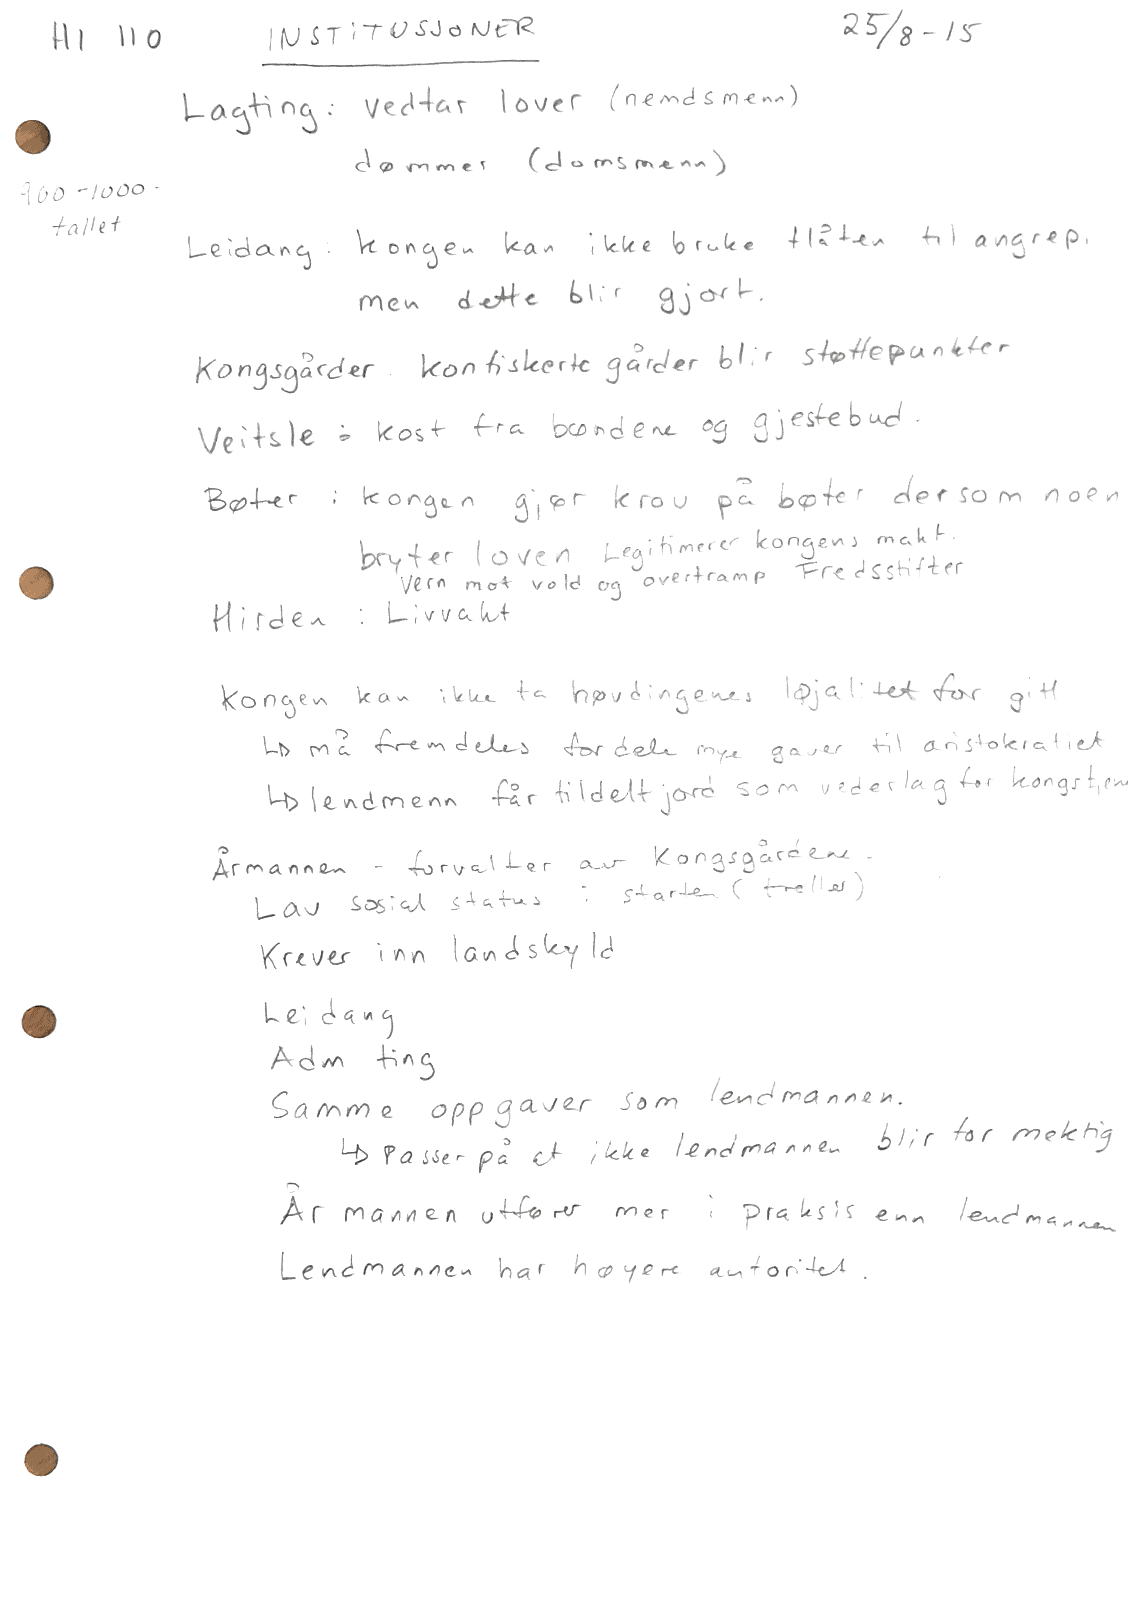 HI 110 INSTITUSJONER 25/8-15
Lagting: vedtar lover (nemdsmenn)
dømmer (domsmenn)
900-1000-
tallet
Leidang: kongen kan ikke bruke flåten til angrep.
men dette blir gjort.
Kongsgårder. konfiskerte gårder blir støttepunkter
Veitsle: kost fra bøndene og gjestebud.
Bøter: kongen gjør krav på bøter dersom noen
bryter loven Legitimerer kongens makt.
Vern mot vold og overtramp Fredsstifter
Hirden: Livvakt
Kongen kan ikke ta høvdingenes lojalitet for gitt
↳ må fremdeles fordele mye gaver til aristokratiet
↳ lendmenn får tildelt jord som vederlag for kongstjen
Årmannen - forvalter av Kongsgårdene.
Lav sosial status i starten (treller)
Krever inn landskyld
Leidang
Adm ting
Samme oppgaver som lendmannen.
↳ Passer på at ikke lendmannen blir for mektig
Årmannen utfører mer i praksis enn lendmannen
Lendmannen har høyere autoritet.